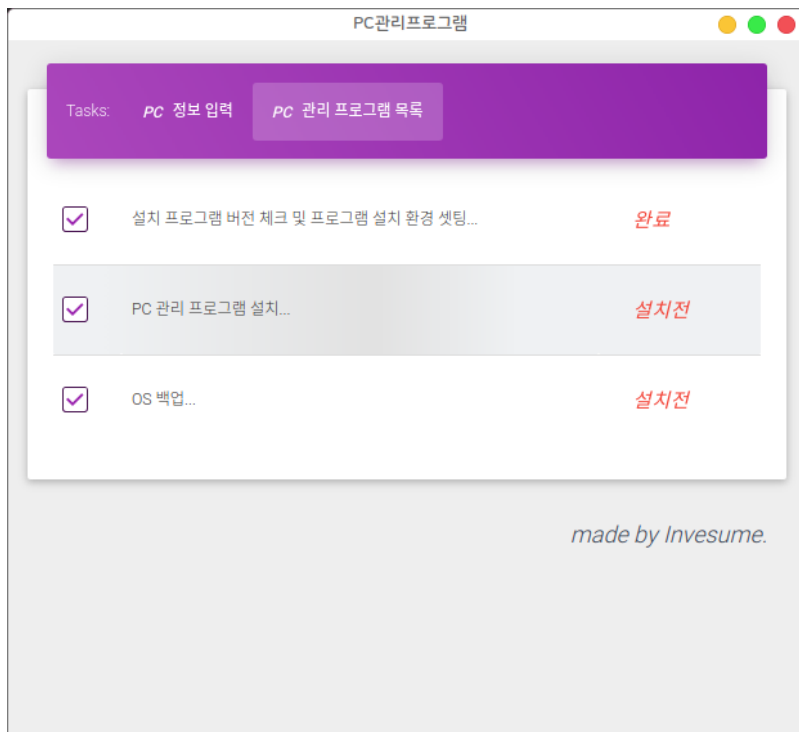 PC관리프로그램
Tasks: PC 정보 입력 PC 관리 프로그램 목록
설치 프로그램 버전 체크 및 프로그램 설치 환경 셋팅... 완료
PC 관리 프로그램 설치... 설치전
OS 백업... 설치전
made by Invesume.